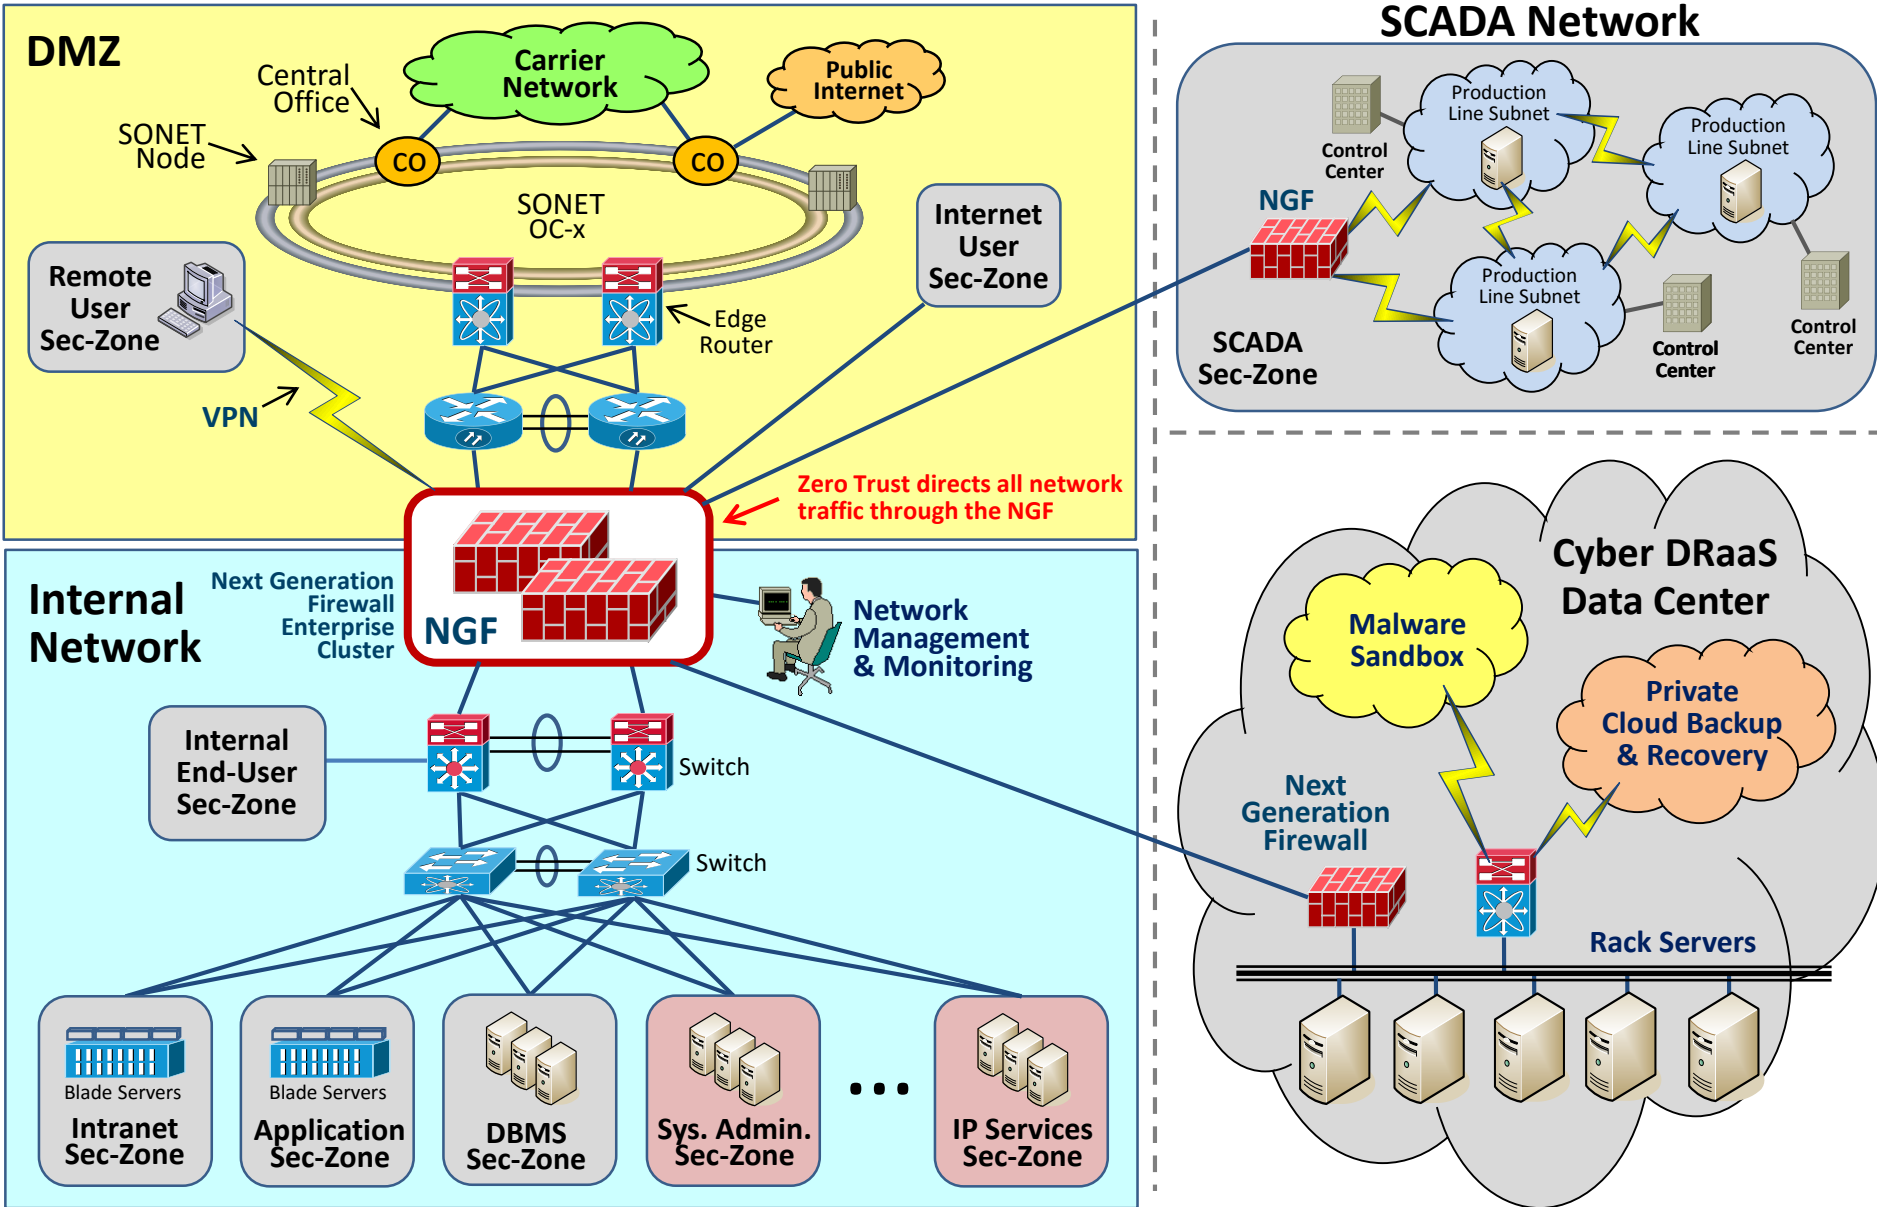 DMZ
Central
Office
Carrier
Network
Public
Internet
SONET
Node
CO
CO
SONET
OC-x
Remote
User
Sec-Zone
Internet
User
Sec-Zone
Edge
Router
VPN
Zero Trust directs all network
traffic through the NGF
Internal
Network
Next Generation
Firewall
Enterprise
Cluster
NGF
Network
Management
& Monitoring
Internal
End-User
Sec-Zone
Switch
Switch
Blade Servers
Intranet
Sec-Zone
Blade Servers
Application
Sec-Zone
DBMS
Sec-Zone
Sys. Admin.
Sec-Zone
...
IP Services
Sec-Zone
SCADA Network
Production
Line Subnet
Production
Line Subnet
Control
Center
NGF
Production
Line Subnet
SCADA
Sec-Zone
Control
Center
Control
Center
Cyber DRaaS
Data Center
Malware
Sandbox
Private
Cloud Backup
& Recovery
Next
Generation
Firewall
Rack Servers